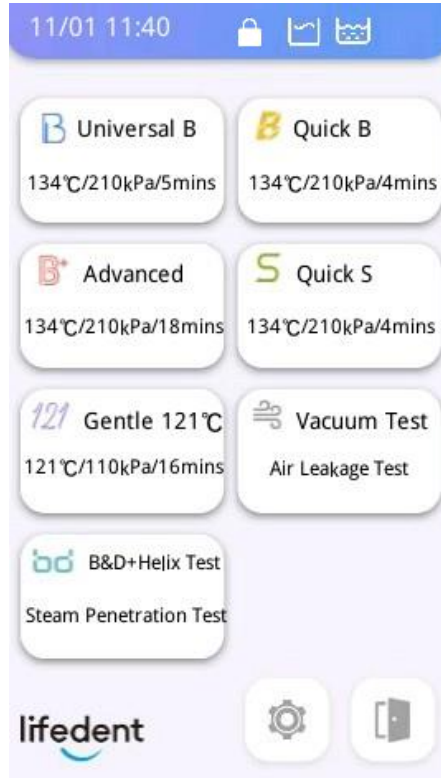 11/01 11:40
B Universal B
134℃/210kPa/5mins
B Quick B
134℃/210kPa/4mins
B+ Advanced
134℃/210kPa/18mins
S Quick S
134℃/210kPa/4mins
121 Gentle 121℃
121℃/110kPa/16mins
Vacuum Test
Air Leakage Test
bd B&D+Helix Test
Steam Penetration Test
lifedent